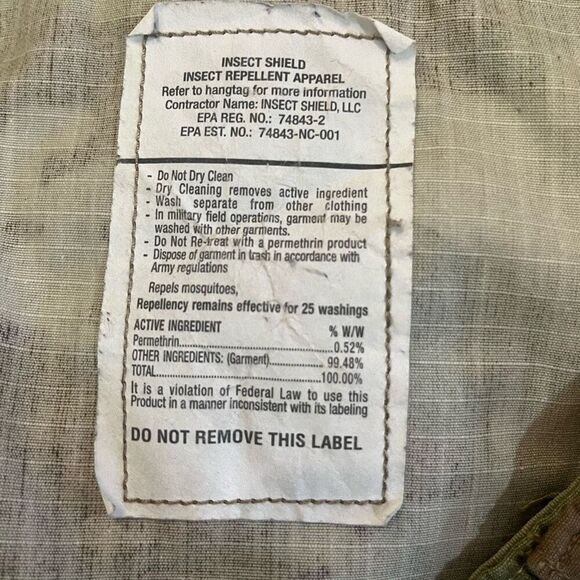 INSECT SHIELD
INSECT REPELLENT APPAREL
Refer to hangtag for more information
Contractor Name: INSECT SHIELD, LLC
EPA REG. NO.: 74843-2
EPA EST. NO.: 74843-NC-001
- Do Not Dry Clean
- Dry Cleaning removes active ingredient
- Wash separate from other clothing
- In military field operations, garment may be
washed with other garments.
- Do Not Re-treat with a permethrin product
- Dispose of garment in trash in accordance with
Army regulations
Repels mosquitoes,
Repellency remains effective for 25 washings
ACTIVE INGREDIENT % W/W
Permethrin.....................................0.52%
OTHER INGREDIENTS: (Garment)....................99.48%
TOTAL..........................................100.00%
It is a violation of Federal Law to use this
Product in a manner inconsistent with its labeling
DO NOT REMOVE THIS LABEL